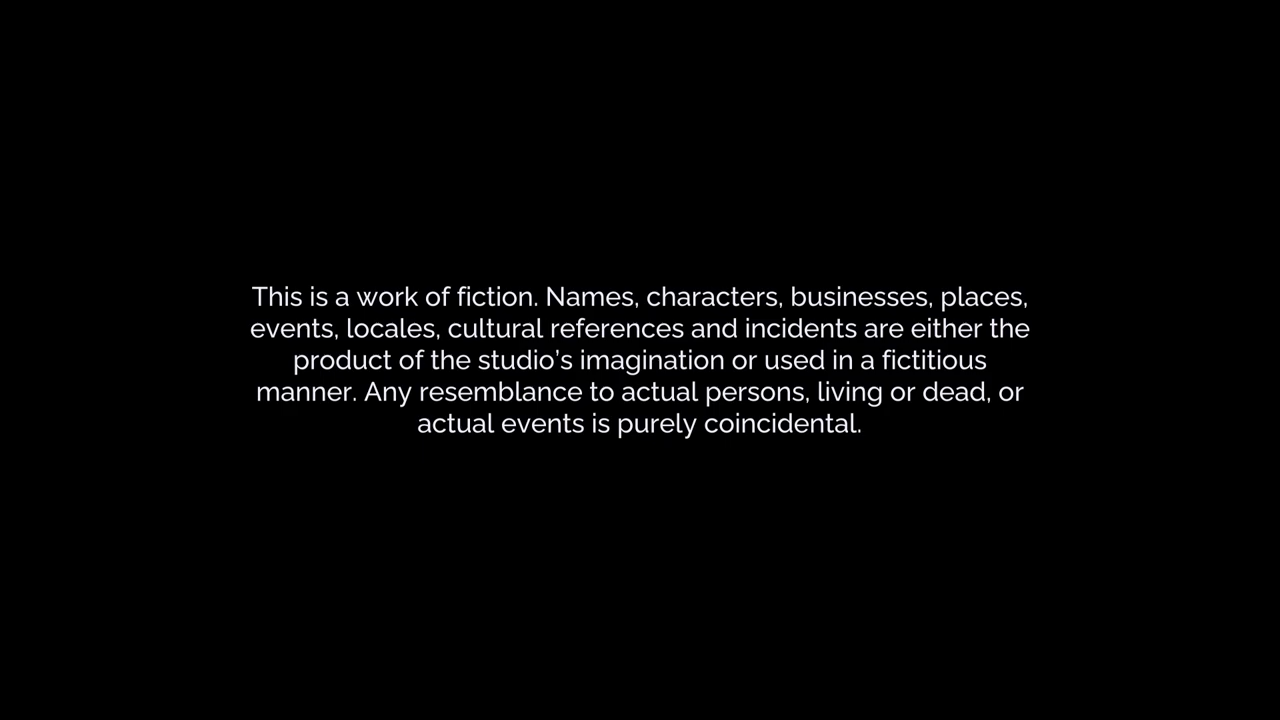 This is a work of fiction. Names, characters, businesses, places,
events, locales, cultural references and incidents are either the
product of the studio's imagination or used in a fictitious
manner. Any resemblance to actual persons, living or dead, or
actual events is purely coincidental.